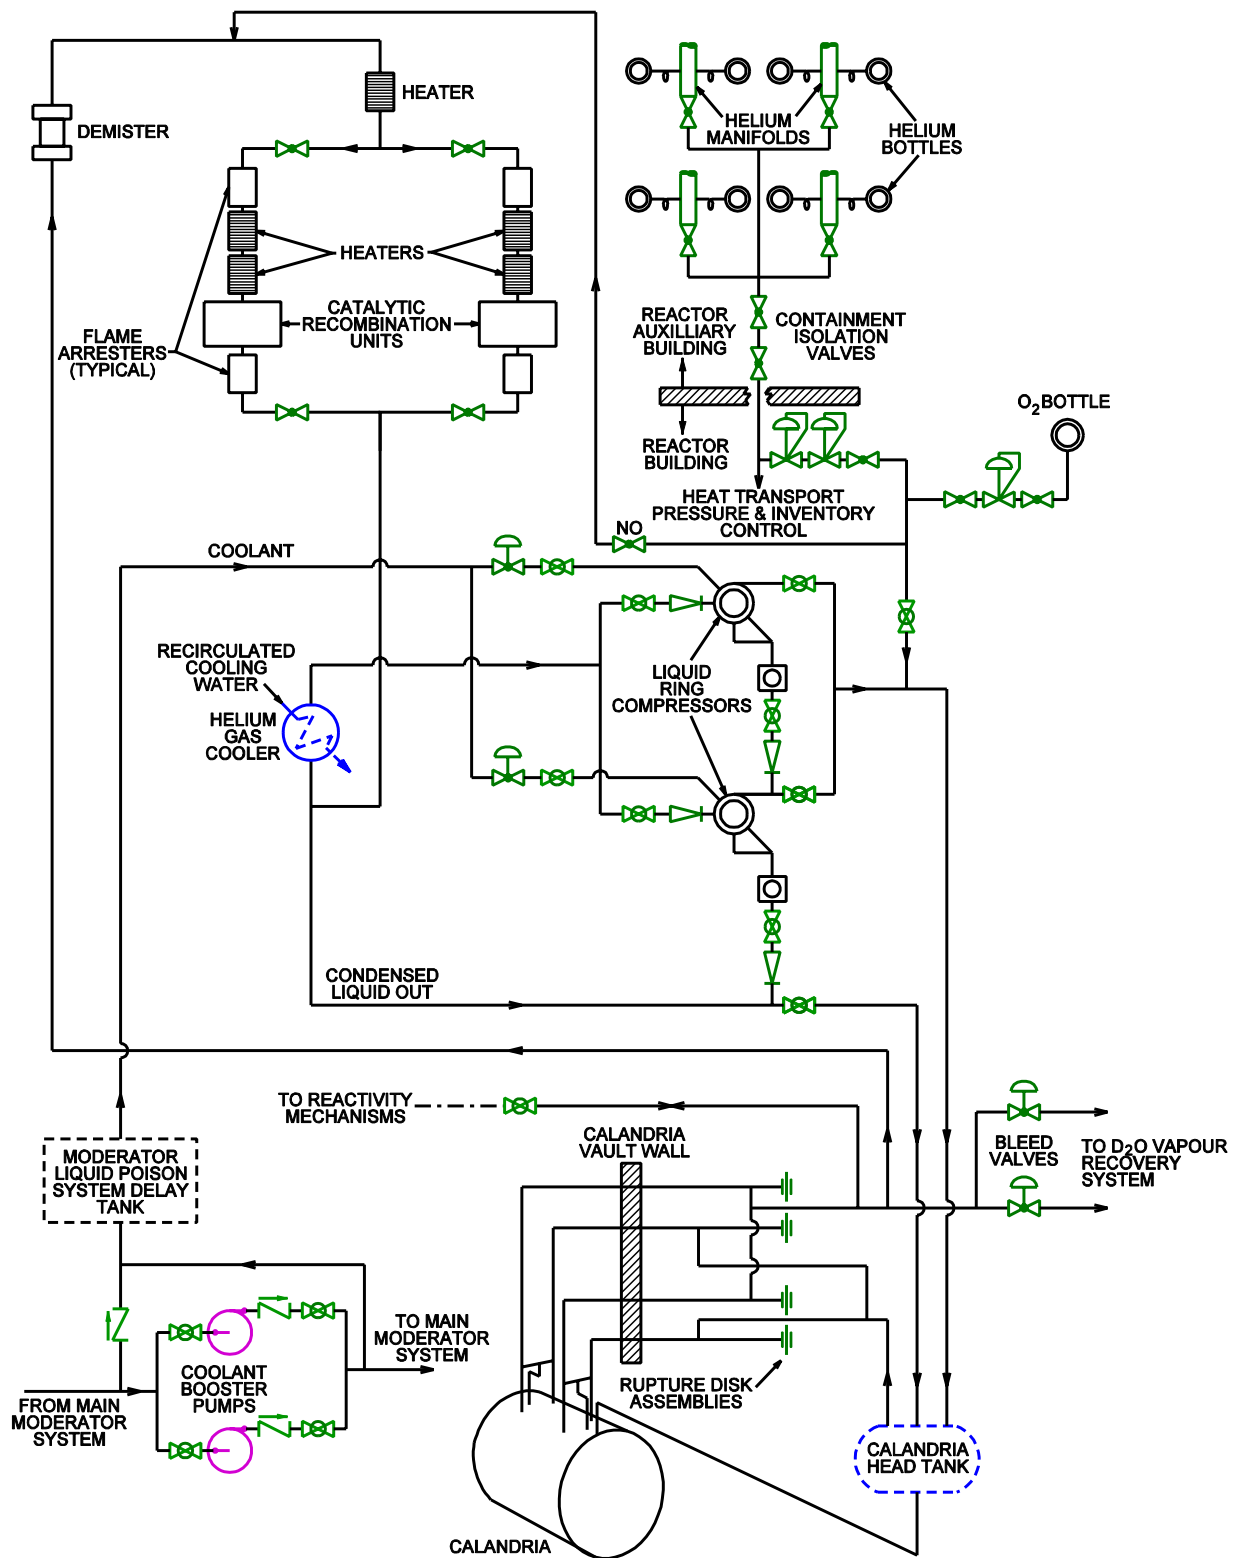 HEATER
DEMISTER
HELIUM
MANIFOLDS
HELIUM
BOTTLES
HEATERS
CATALYTIC
RECOMBINATION
UNITS
FLAME
ARRESTERS
(TYPICAL)
REACTOR
AUXILLIARY
BUILDING
CONTAINMENT
ISOLATION
VALVES
REACTOR
BUILDING
O2 BOTTLE
HEAT TRANSPORT
PRESSURE & INVENTORY
CONTROL
NO
COOLANT
RECIRCULATED
COOLING
WATER
HELIUM
GAS
COOLER
LIQUID
RING
COMPRESSORS
CONDENSED
LIQUID OUT
TO REACTIVITY
MECHANISMS
CALANDRIA
VAULT WALL
BLEED
VALVES
TO D2O VAPOUR
RECOVERY
SYSTEM
MODERATOR
LIQUID POISON
SYSTEM DELAY
TANK
TO MAIN
MODERATOR
SYSTEM
COOLANT
BOOSTER
PUMPS
FROM MAIN
MODERATOR
SYSTEM
RUPTURE DISK
ASSEMBLIES
CALANDRIA
HEAD TANK
CALANDRIA